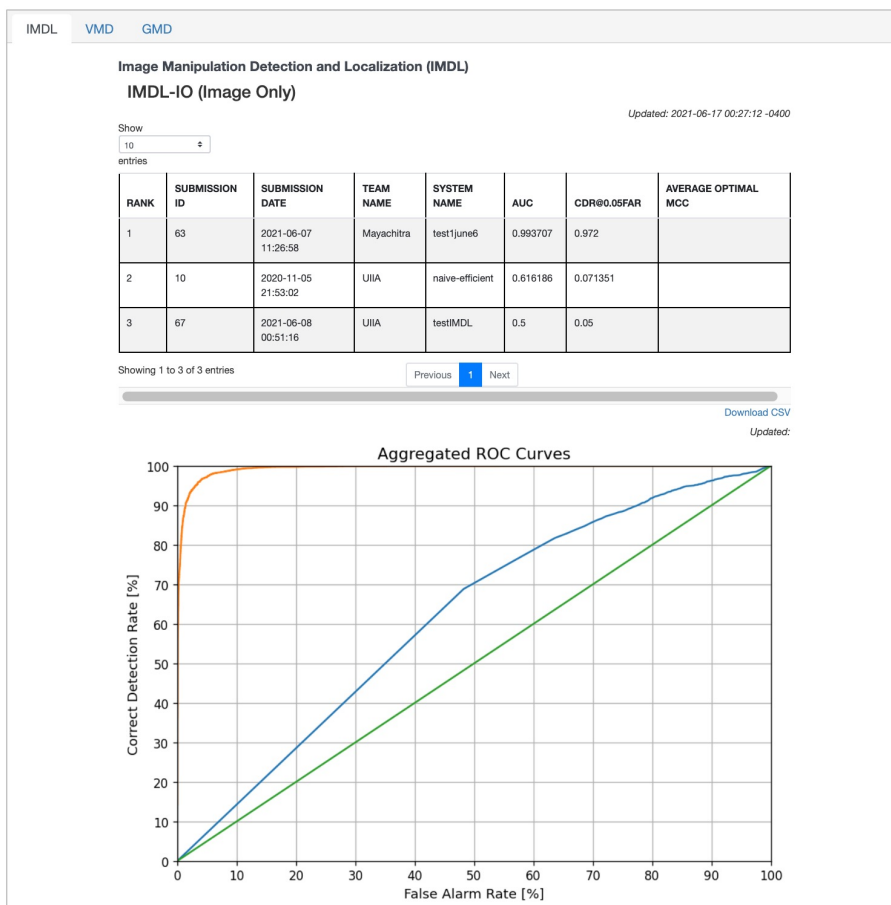 IMDL VMD GMD
Image Manipulation Detection and Localization (IMDL)
IMDL-IO (Image Only)
Updated: 2021-06-17 00:27:12 -0400
Show
10
entries
RANK SUBMISSION ID SUBMISSION DATE TEAM NAME SYSTEM NAME AUC CDR@0.05FAR AVERAGE OPTIMAL MCC
1 63 2021-06-07 11:26:58 Mayachitra test1june6 0.993707 0.972
2 10 2020-11-05 21:53:02 UIIA naive-efficient 0.616186 0.071351
3 67 2021-06-08 00:51:16 UIIA testIMDL 0.5 0.05
Showing 1 to 3 of 3 entries Previous 1 Next
Download CSV
Updated:
Aggregated ROC Curves
100
90
80
70
60
50
40
30
20
10
0
Correct Detection Rate [%]
0 10 20 30 40 50 60 70 80 90 100
False Alarm Rate [%]